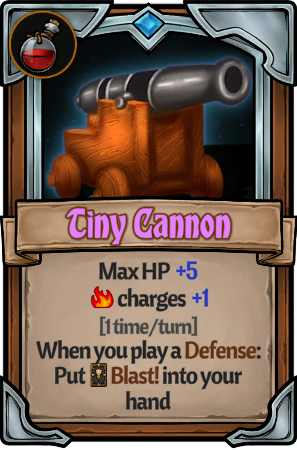 Tiny Cannon
Max HP +5
charges +1
[1 time/turn]
When you play a Defense:
Put Blast! into your
hand